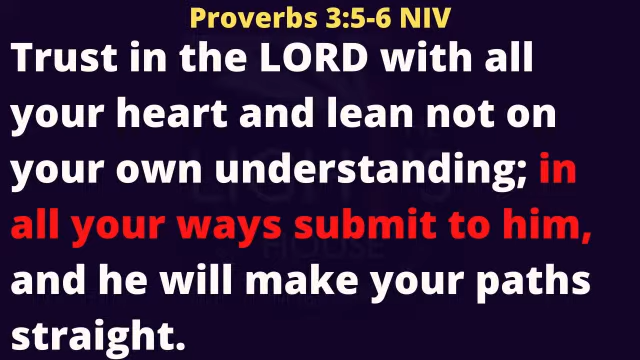 Proverbs 3:5-6 NIV
Trust in the LORD with all
your heart and lean not on
your own understanding; in
all your ways submit to him,
and he will make your paths
straight.